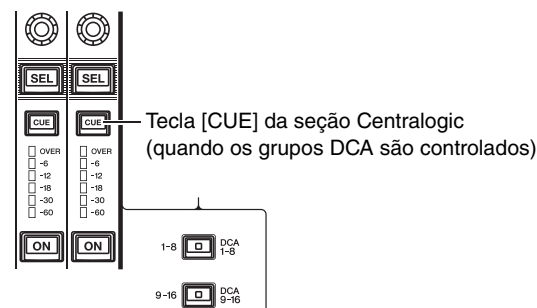 SEL SEL
CUE CUE
Tecla [CUE] da seção Centralogic
(quando os grupos DCA são controlados)
OVER OVER
-6 -6
-12 -12
-18 -18
-30 -30
-60 -60
ON ON
1-8 DCA 1-8
9-16 DCA 9-16